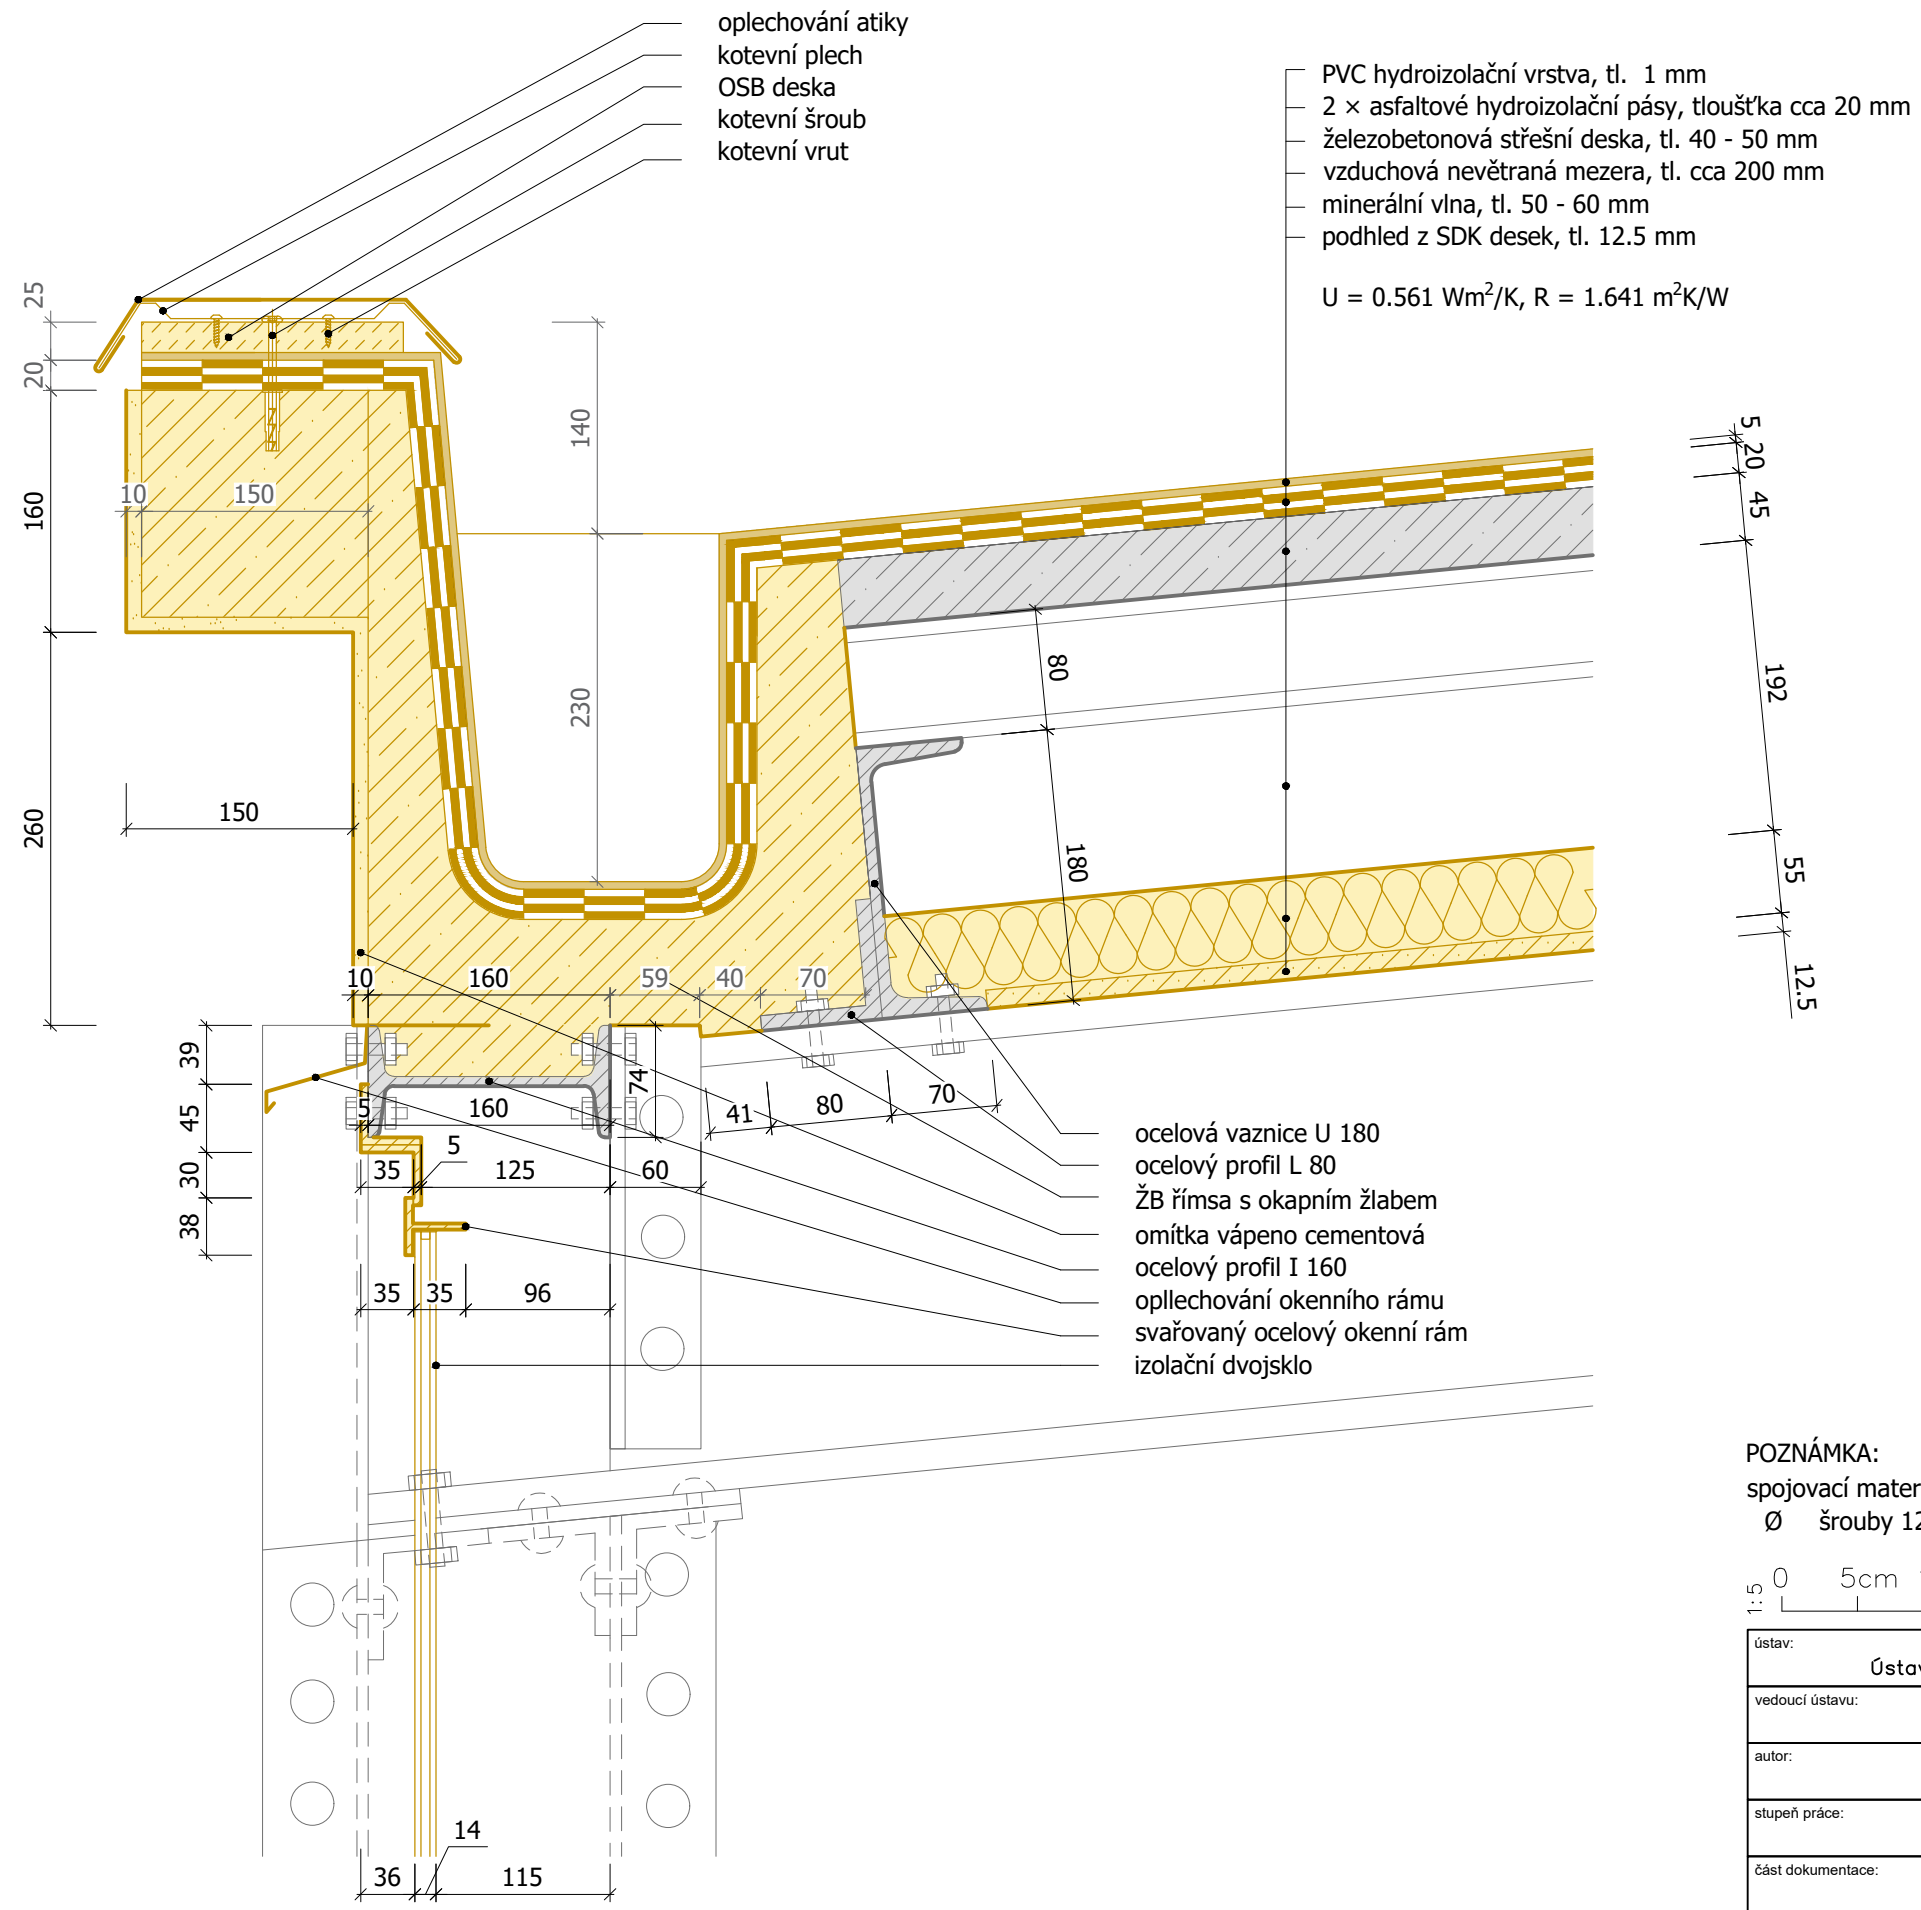 oplechování atiky
kotevní plech
OSB deska
kotevní šroub
kotevní vrut
PVC hydroizolační vrstva, tl. 1 mm
2 × asfaltové hydroizolační pásy, tloušťka cca 20 mm
železobetonová střešní deska, tl. 40 - 50 mm
vzduchová nevětraná mezera, tl. cca 200 mm
minerální vlna, tl. 50 - 60 mm
podhled z SDK desek, tl. 12.5 mm
U = 0.561 Wm²/K, R = 1.641 m²K/W
25
20
160
260
10 150
150
140
230
5
20
45
192
55
12.5
80
180
10 160 59 40 70
39
45
30
38
5 160
74
41 80 70
35 5 125 60
35 35 96
ocelová vaznice U 180
ocelový profil L 80
ŽB římsa s okapním žlabem
omítka vápeno cementová
ocelový profil I 160
opllechování okenního rámu
svařovaný ocelový okenní rám
izolační dvojsklo
14
36 115
POZNÁMKA:
spojovací mater
Ø šrouby 12
1:5 0 5cm
ústav:
Ústav
vedoucí ústavu:
autor:
stupeň práce:
část dokumentace: